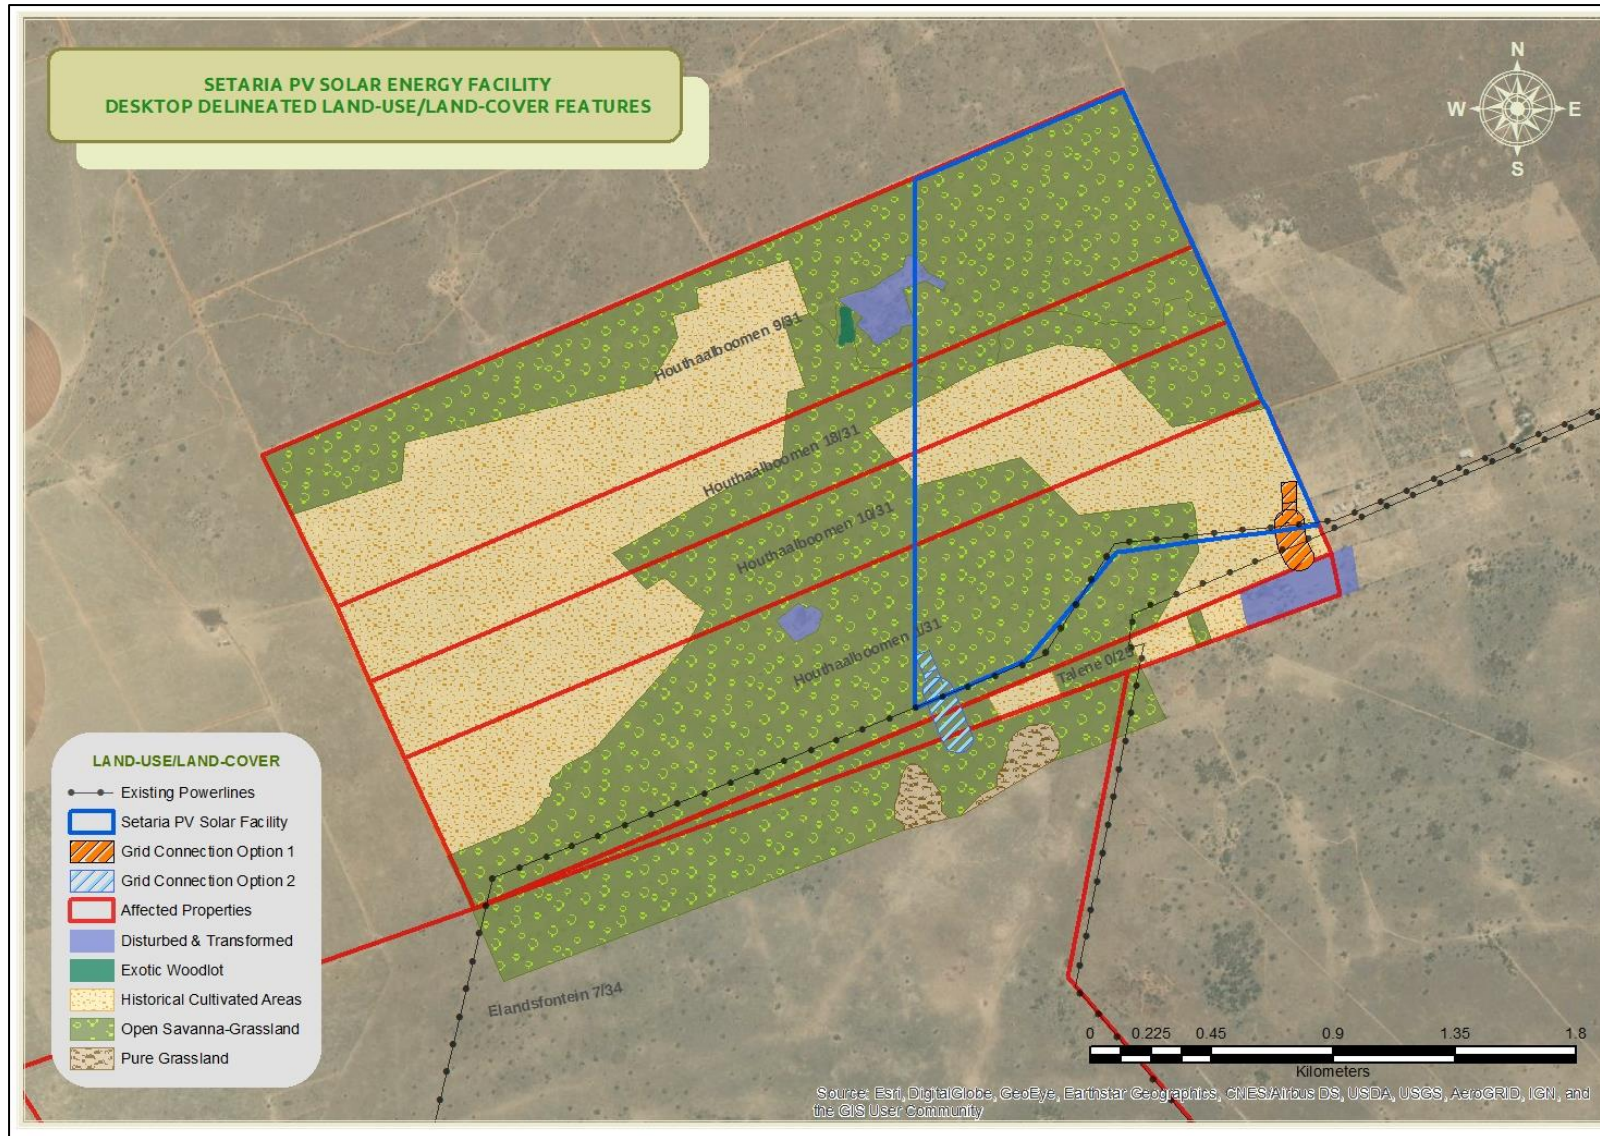 SETARIA PV SOLAR ENERGY FACILITY
DESKTOP DELINEATED LAND-USE/LAND-COVER FEATURES
N
W
E
S
Houthaalboomen 9/31
Houthaalboomen 18/31
Houthaalboomen 10/31
Houthaalboomen 1/31
Talene 0/25
Elandsfontein 7/34
LAND-USE/LAND-COVER
Existing Powerlines
Setaria PV Solar Facility
Grid Connection Option 1
Grid Connection Option 2
Affected Properties
Disturbed & Transformed
Exotic Woodlot
Historical Cultivated Areas
Open Savanna-Grassland
Pure Grassland
0 0.225 0.45 0.9 1.35 1.8
Kilometers
Source: Esri, DigitalGlobe, GeoEye, Earthstar Geographics, CNES/Airbus DS, USDA, USGS, AeroGRID, IGN, and
the GIS User Community